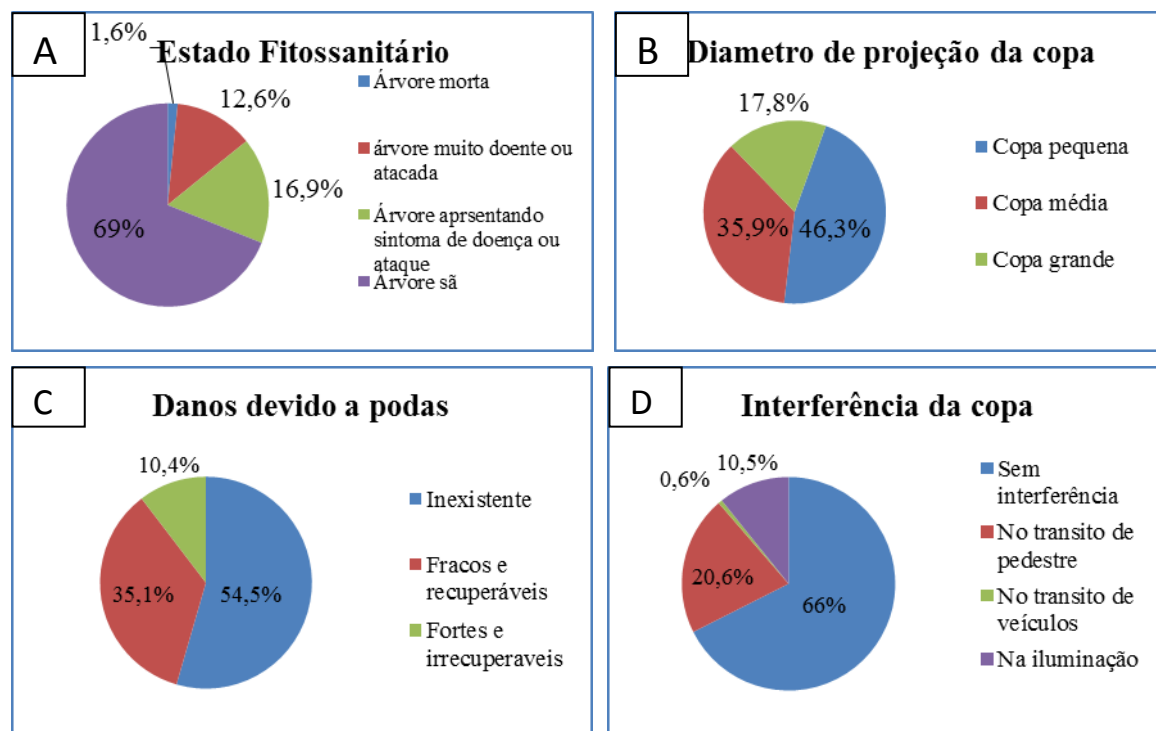 A
Estado Fitossanitário
1,6%
12,6%
16,9%
69%
Árvore morta
árvore muito doente ou
atacada
Árvore aprsentando
sintoma de doença ou
ataque
Árvore sã
B
Diametro de projeção da copa
17,8%
35,9%
46,3%
Copa pequena
Copa média
Copa grande
C
Danos devido a podas
10,4%
35,1%
54,5%
Inexistente
Fracos e
recuperáveis
Fortes e
irrecuperaveis
D
Interferência da copa
0,6%
10,5%
20,6%
66%
Sem
interferência
No transito de
pedestre
No transito de
veículos
Na iluminação